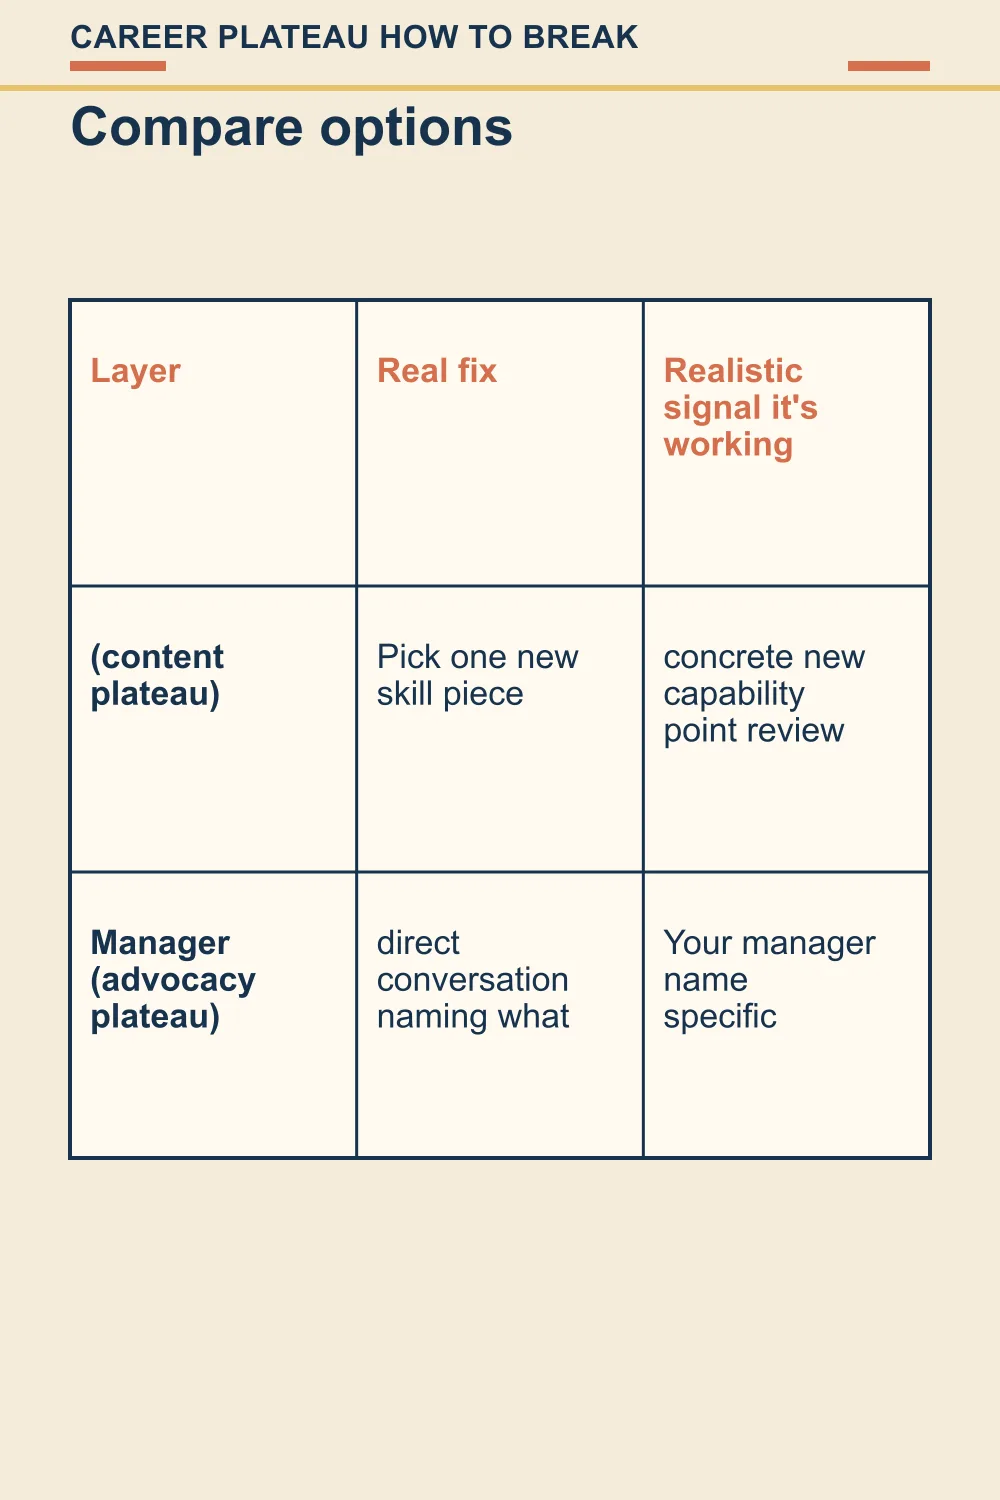 CAREER PLATEAU HOW TO BREAK
Compare options
Layer
Real fix
Realistic
signal it's
working
(content
plateau)
Pick one new
skill piece
concrete new
capability
point review
Manager
(advocacy
plateau)
direct
conversation
naming what
Your manager
name
specific